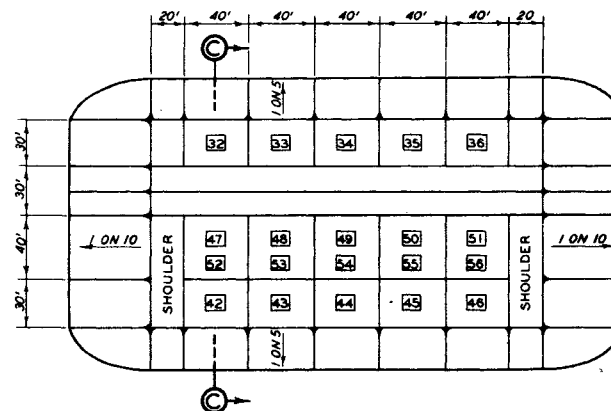 20' 40' 40' 40' 40' 40' 20
C
1 ON 5
30' 32 33 34 35 36
30'
40' 1 ON 10 SHOULDER 47 48 49 50 51 SHOULDER 1 ON 10
52 53 54 55 56
30' 42 43 44 45 46
1 ON 5
C